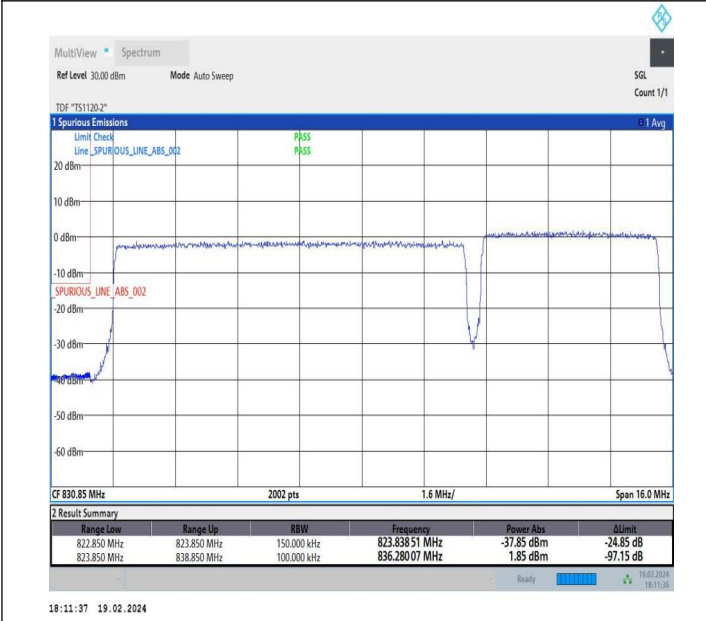 R S
MultiView Spectrum
Ref Level 30.00 dBm Mode Auto Sweep SGL
Count 1/1
TDF "TS1120-2"
1 Spurious Emissions 1 Avg
Limit Check PASS
Line _SPURIOUS_LINE_ABS_002 PASS
20 dBm
10 dBm
0 dBm
-10 dBm
_SPURIOUS_LINE_ABS_002
-20 dBm
-30 dBm
-40 dBm
-50 dBm
-60 dBm
CF 830.85 MHz 2002 pts 1.6 MHz/ Span 16.0 MHz
2 Result Summary
Range Low Range Up RBW Frequency Power Abs ΔLimit
822.850 MHz 823.850 MHz 150.000 kHz 823.83851 MHz -37.85 dBm -24.85 dB
823.850 MHz 838.850 MHz 100.000 kHz 836.28007 MHz 1.85 dBm -97.15 dB
Ready 19.02.2024
18:11:36
18:11:37 19.02.2024